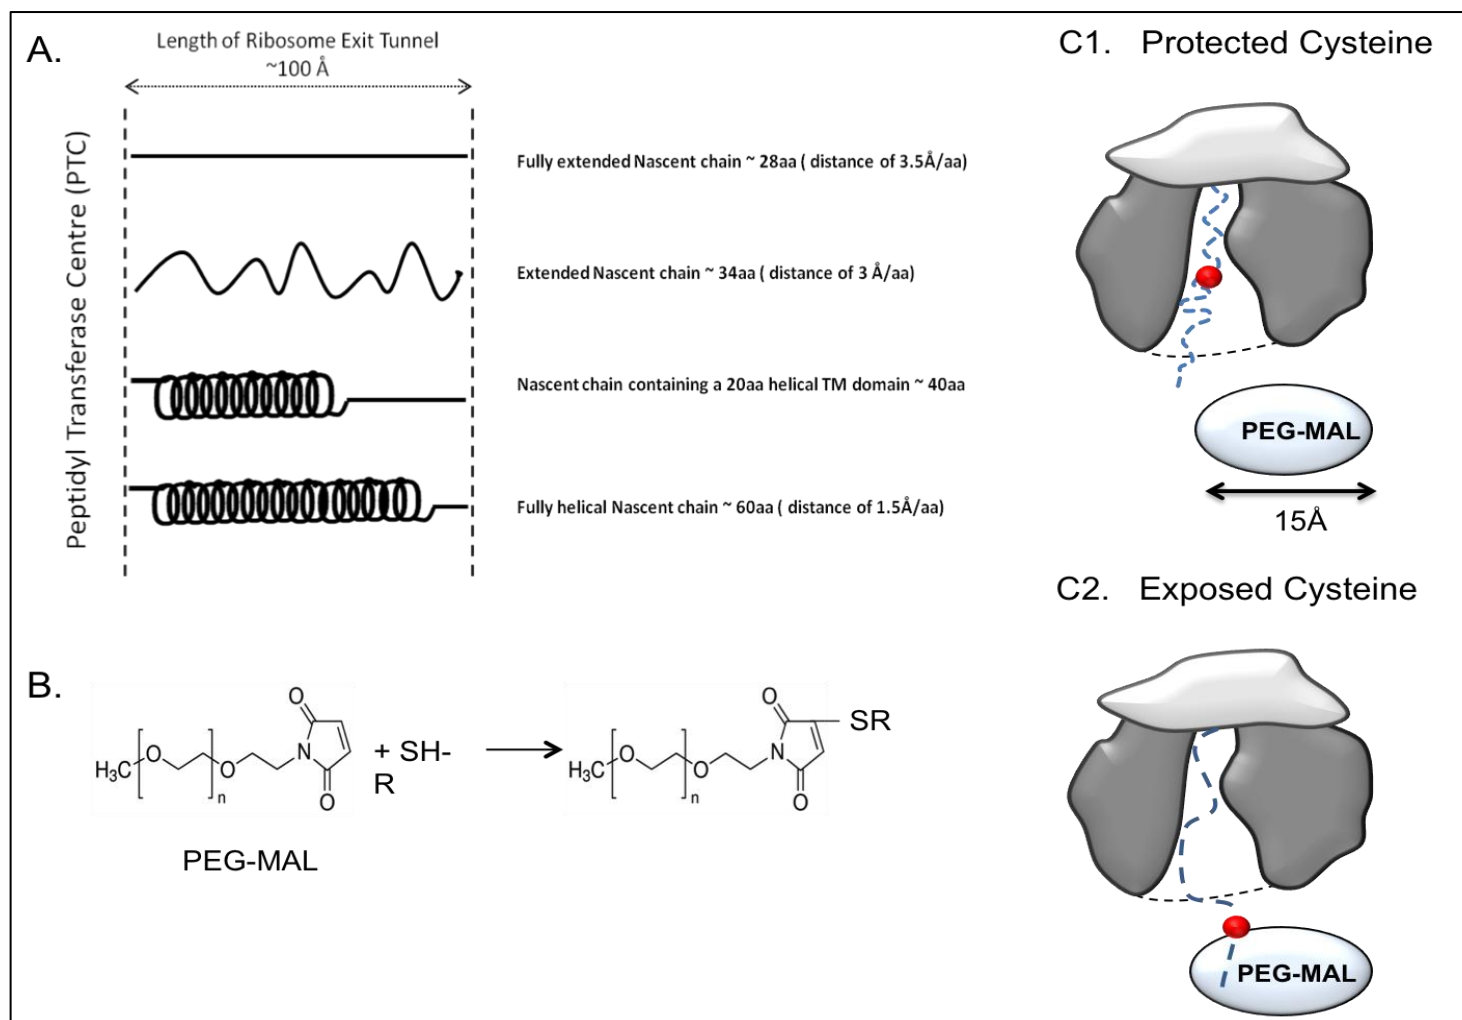 A.
Length of Ribosome Exit Tunnel
~100 Å
Peptidyl Transferase Centre (PTC)
Fully extended Nascent chain ~ 28aa ( distance of 3.5Å/aa)
Extended Nascent chain ~ 34aa ( distance of 3 Å/aa)
Nascent chain containing a 20aa helical TM domain ~ 40aa
Fully helical Nascent chain ~ 60aa ( distance of 1.5Å/aa)
B.
H₃C
O
n
O
N
O
O
+ SH-
R
PEG-MAL
H₃C
O
n
O
N
O
O
SR
C1. Protected Cysteine
PEG-MAL
15Å
C2. Exposed Cysteine
PEG-MAL